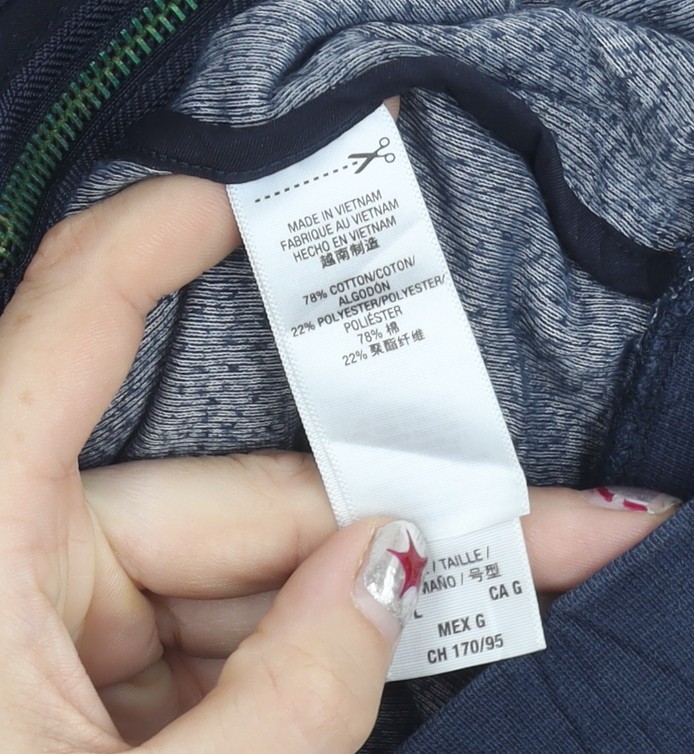 MADE IN VIETNAM
FABRIQUE AU VIETNAM
HECHO EN VIETNAM
越南制造
78% COTTON/COTON/
ALGODÓN
22% POLYESTER/POLYESTER/
POLIÉSTER
78% 棉
22% 聚酯纤维
/ TAILLE /
/ 号型
L CA G
MEX G
CH 170/95